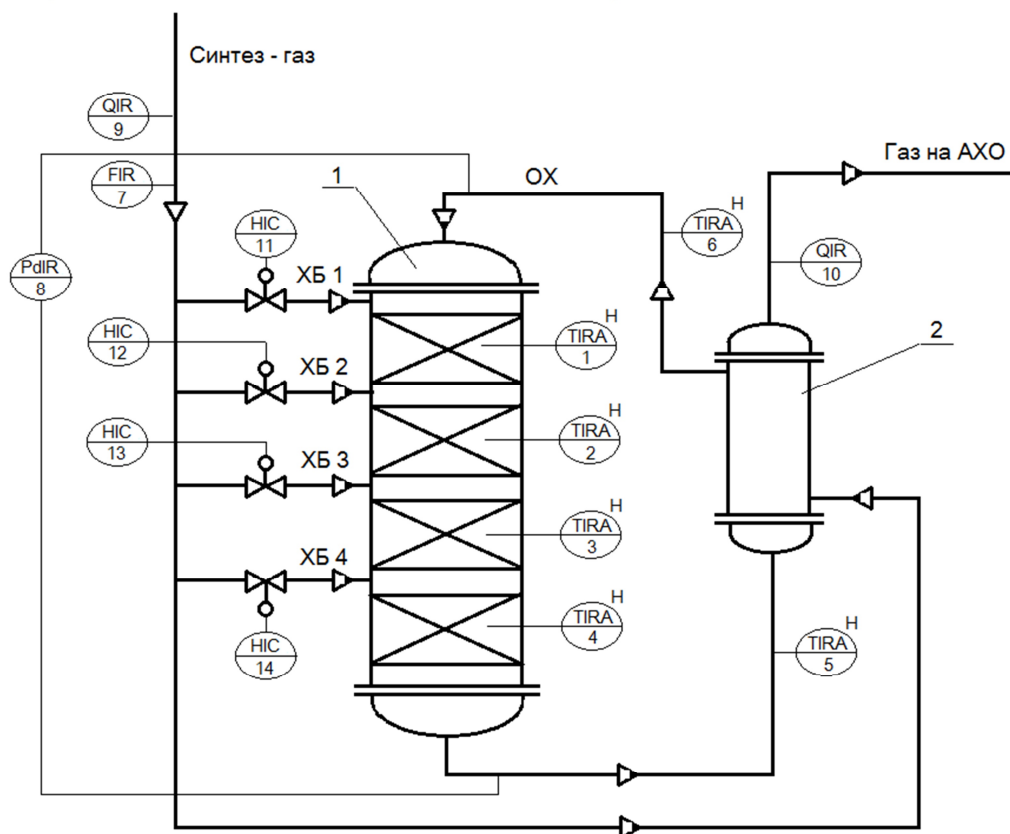 Синтез - газ
QIR
9
Газ на АХО
FIR
7
1
ОХ
H
TIRA
6
HIC
11
QIR
10
PdIR
8
ХБ 1
H
TIRA
1
HIC
12
2
ХБ 2
H
TIRA
2
HIC
13
ХБ 3
H
TIRA
3
ХБ 4
H
TIRA
4
HIC
14
H
TIRA
5